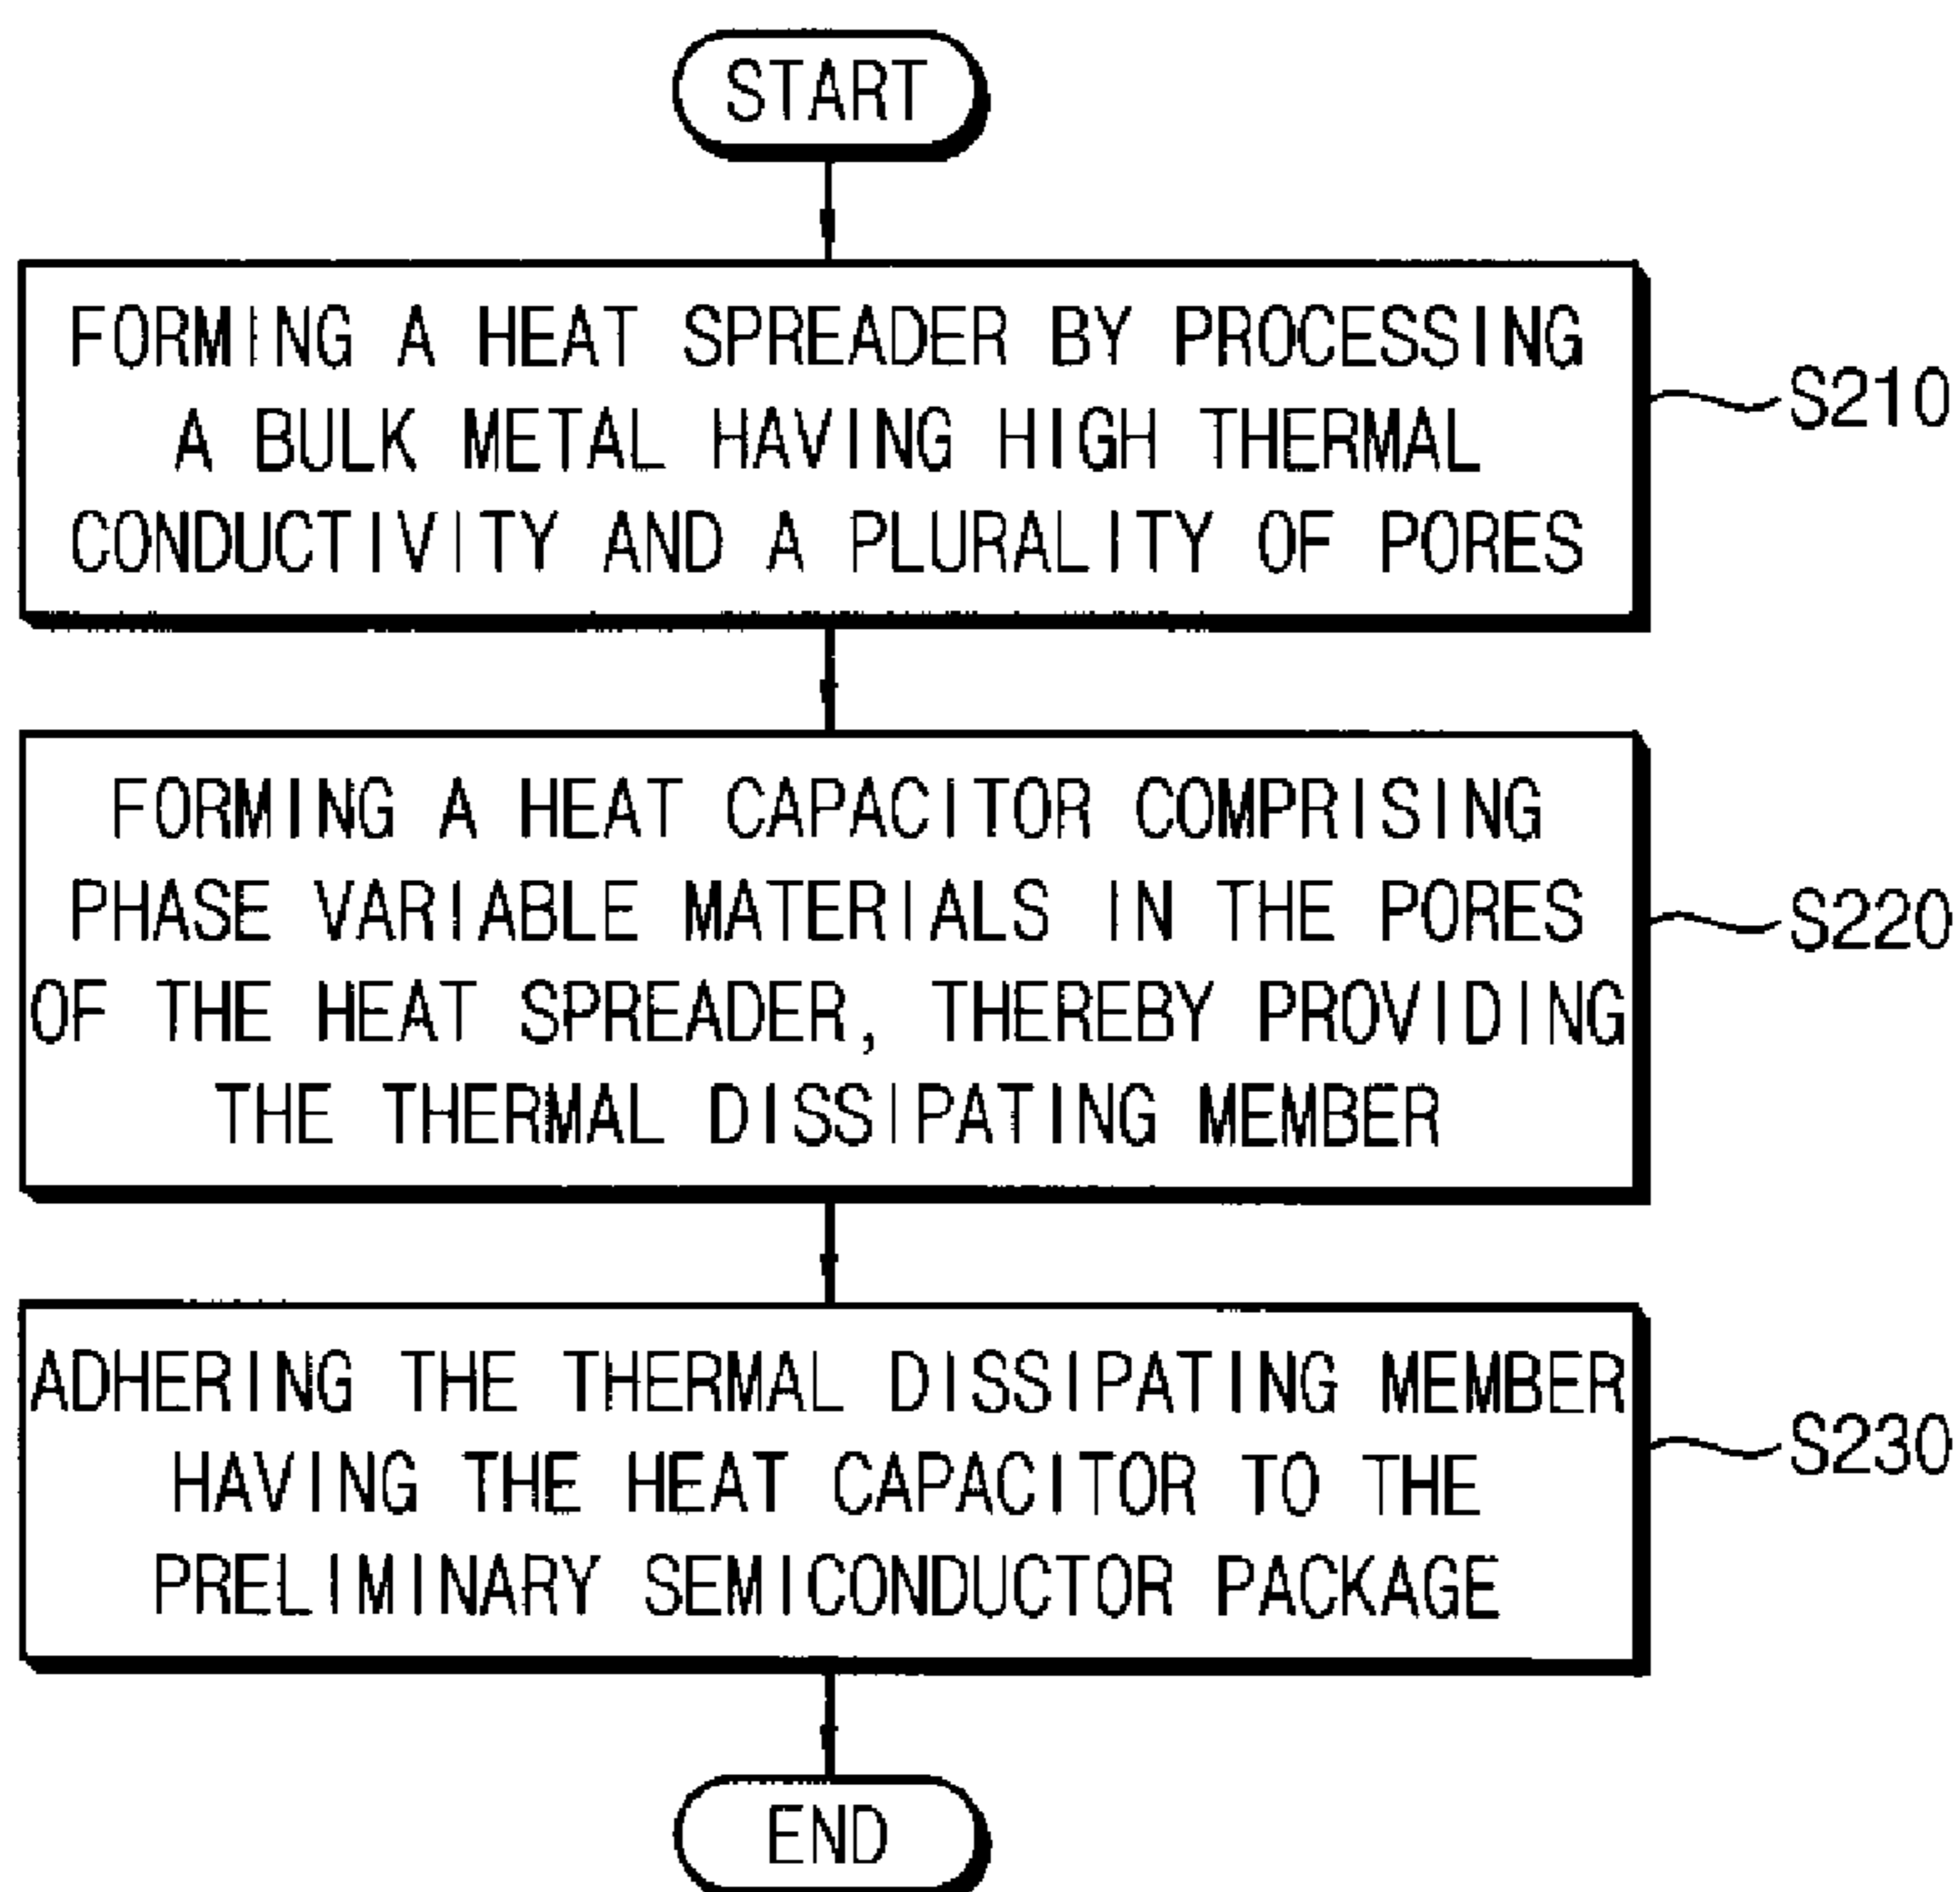 START
FORMING A HEAT SPREADER BY PROCESSING
A BULK METAL HAVING HIGH THERMAL
CONDUCTIVITY AND A PLURALITY OF PORES
S210
FORMING A HEAT CAPACITOR COMPRISING
PHASE VARIABLE MATERIALS IN THE PORES
OF THE HEAT SPREADER, THEREBY PROVIDING
THE THERMAL DISSIPATING MEMBER
S220
ADHERING THE THERMAL DISSIPATING MEMBER
HAVING THE HEAT CAPACITOR TO THE
PRELIMINARY SEMICONDUCTOR PACKAGE
S230
END